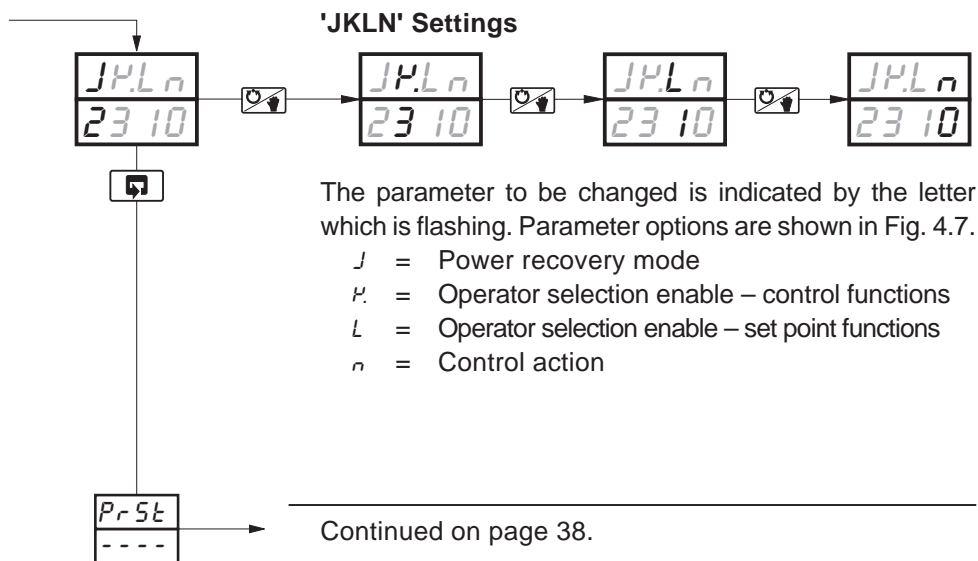 'JKLN' Settings
JK.Ln JK.Ln JK.Ln JK.Ln
2310 2310 2310 2310
The parameter to be changed is indicated by the letter
which is flashing. Parameter options are shown in Fig. 4.7.
J = Power recovery mode
K. = Operator selection enable – control functions
L = Operator selection enable – set point functions
n = Control action
PrSt
----
Continued on page 38.